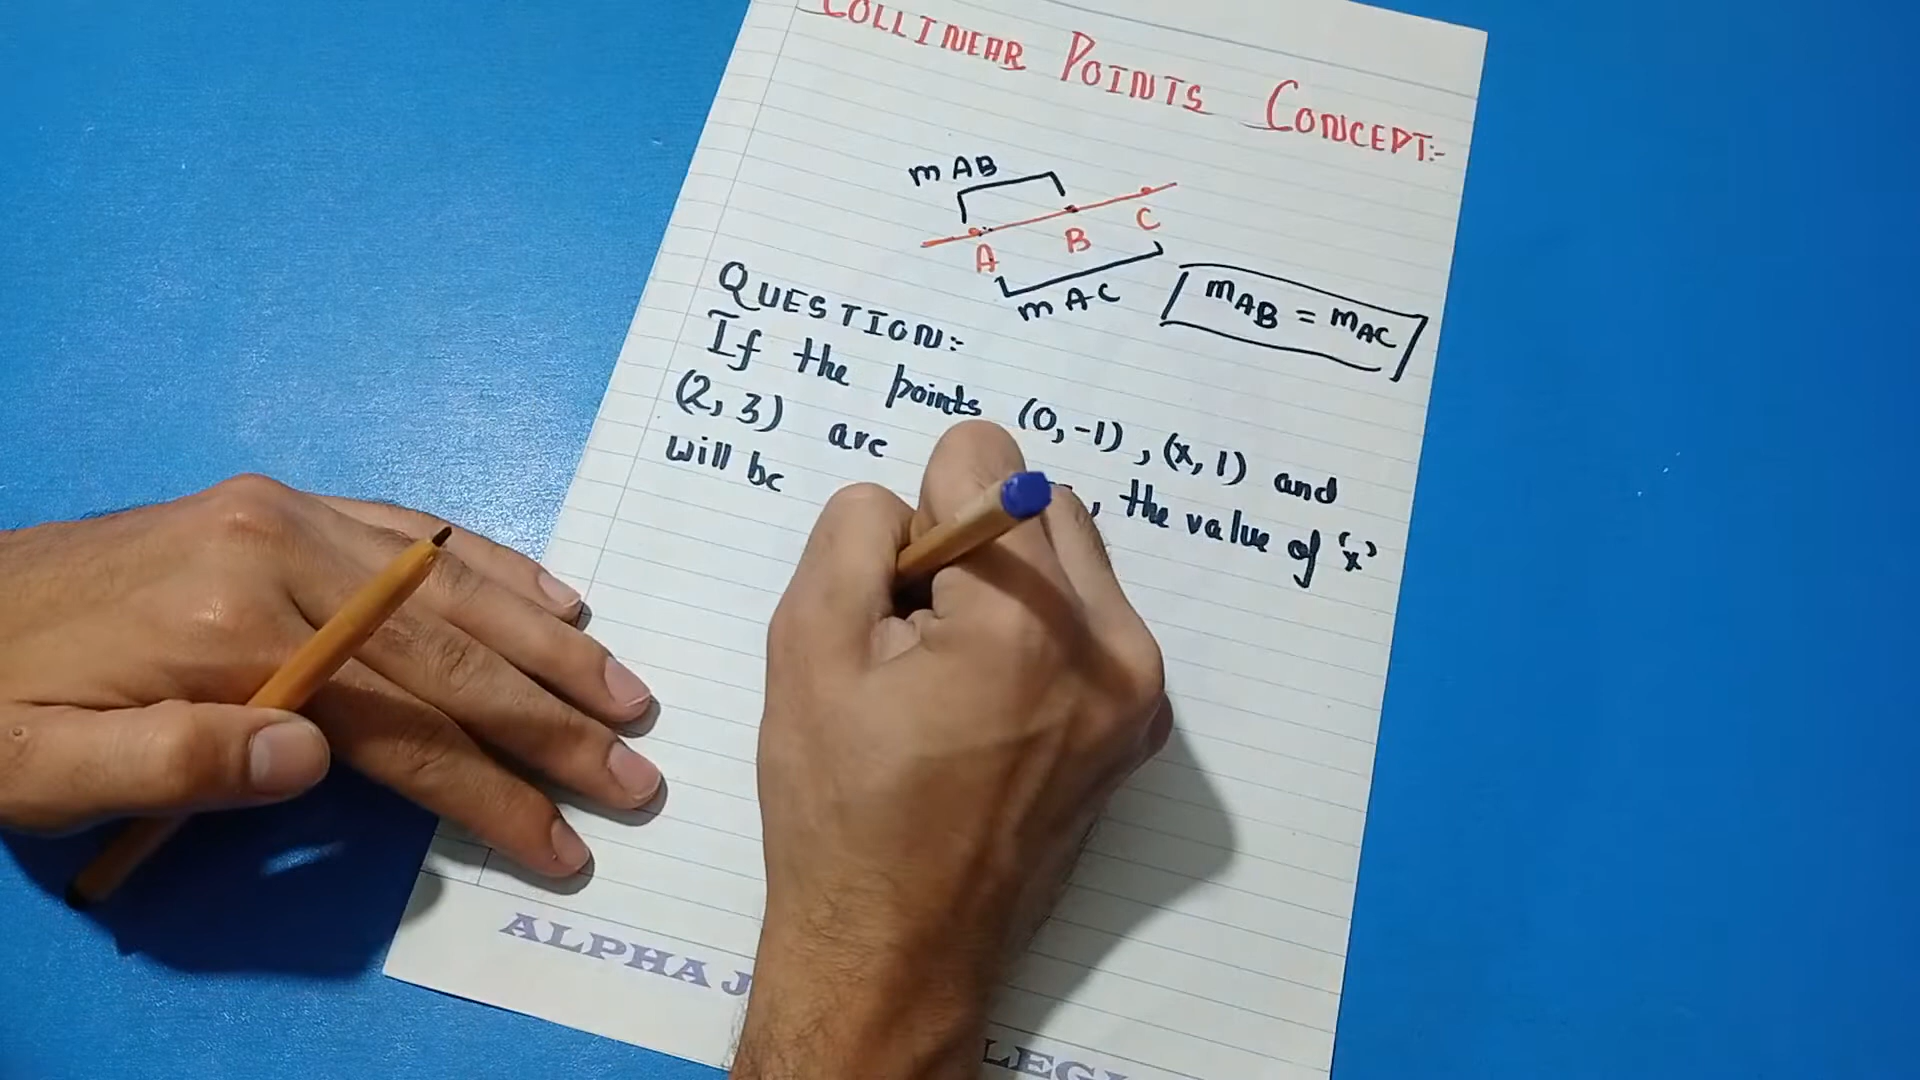 COLLINEAR POINTS CONCEPT:-
mAB
A B C
mAC
mAB = mAC
QUESTION:-
If the points (0,-1), (x, 1) and
(2, 3) are , the value of 'x'
will be
ALPHA J